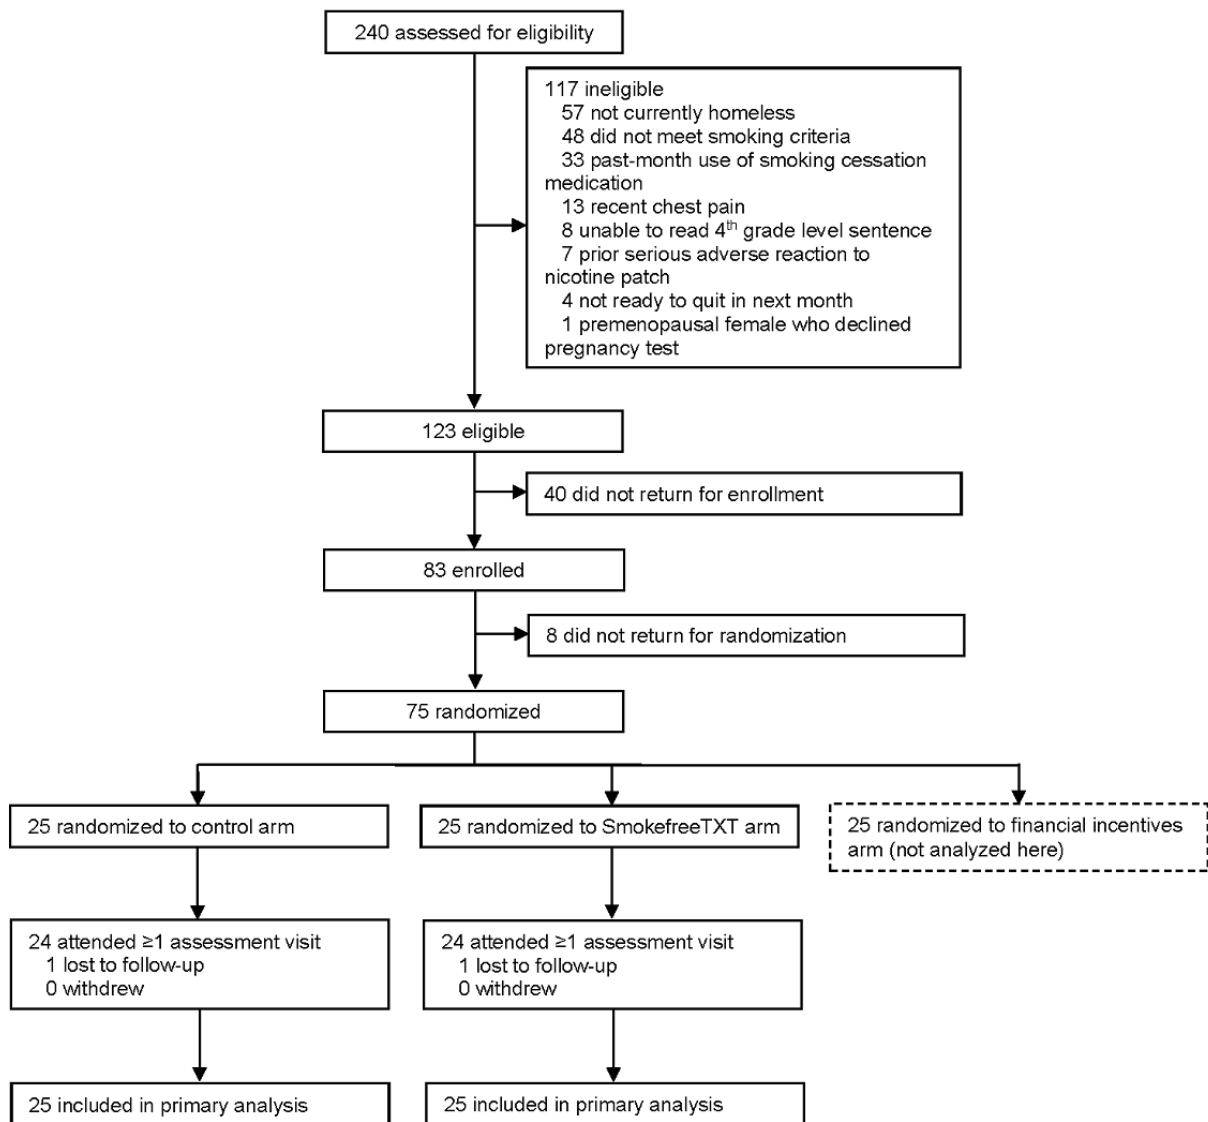 240 assessed for eligibility
117 ineligible
57 not currently homeless
48 did not meet smoking criteria
33 past-month use of smoking cessation
medication
13 recent chest pain
8 unable to read 4th grade level sentence
7 prior serious adverse reaction to
nicotine patch
4 not ready to quit in next month
1 premenopausal female who declined
pregnancy test
123 eligible
40 did not return for enrollment
83 enrolled
8 did not return for randomization
75 randomized
25 randomized to control arm
25 randomized to SmokefreeTXT arm
25 randomized to financial incentives
arm (not analyzed here)
24 attended ≥1 assessment visit
1 lost to follow-up
0 withdrew
24 attended ≥1 assessment visit
1 lost to follow-up
0 withdrew
25 included in primary analysis
25 included in primary analysis